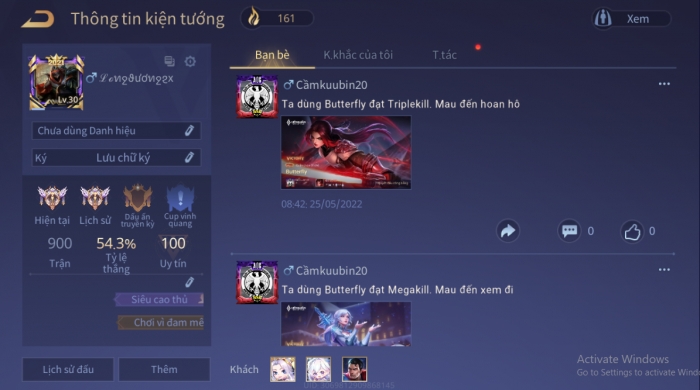 Thông tin kiện tướng
161
Xem
Bạn bè
K.khắc của tôi
T.tác
2021
Lv.30
Chưa dùng Danh hiệu
Ký
Lưu chữ ký
Hiện tại
Lịch sử
Dấu ấn truyền kỳ
Cup vinh quang
900
54.3%
100
Trận
Tỷ lệ thắng
Uy tín
Siêu cao thủ
Chơi vì đam mê
Lịch sử đấu
Thêm
Cầmkuubin20
Ta dùng Butterfly đạt Triplekill. Mau đến hoan hô
Butterfly
08:42: 25/05/2022
0
0
Cầmkuubin20
Ta dùng Butterfly đạt Megakill. Mau đến xem đi
Khách
Activate Windows
Go to Settings to activate Wind